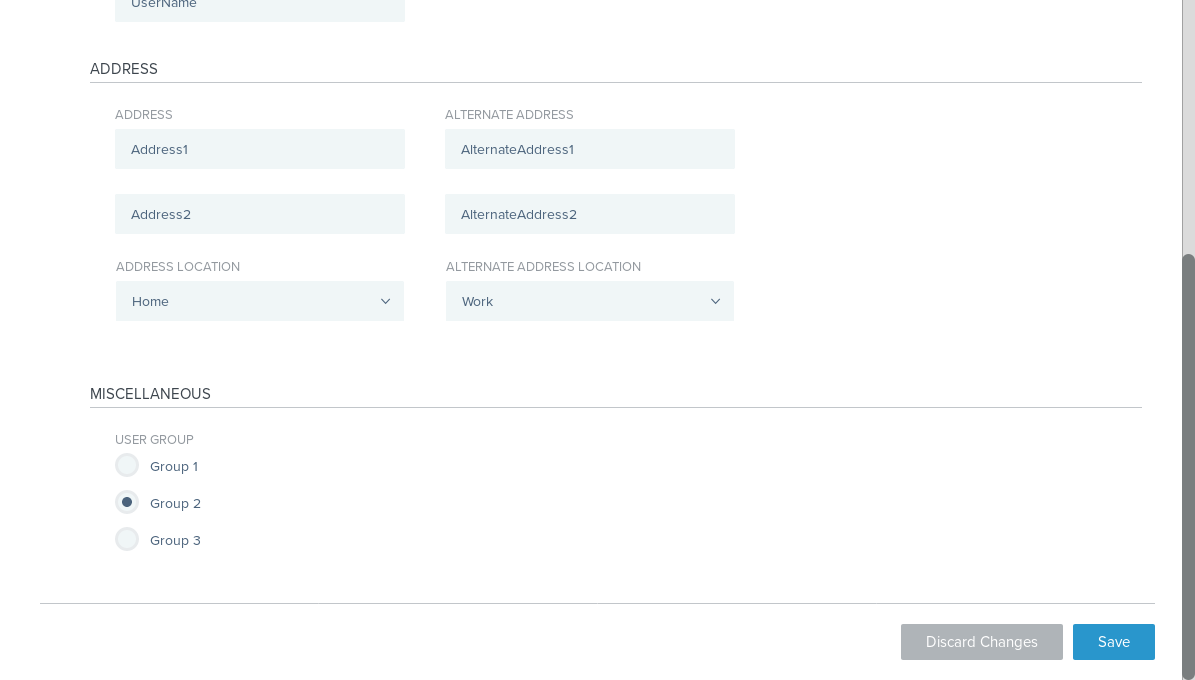 UserName
ADDRESS
ADDRESS
ALTERNATE ADDRESS
Address1
AlternateAddress1
Address2
AlternateAddress2
ADDRESS LOCATION
ALTERNATE ADDRESS LOCATION
Home
Work
MISCELLANEOUS
USER GROUP
Group 1
Group 2
Group 3
Discard Changes
Save